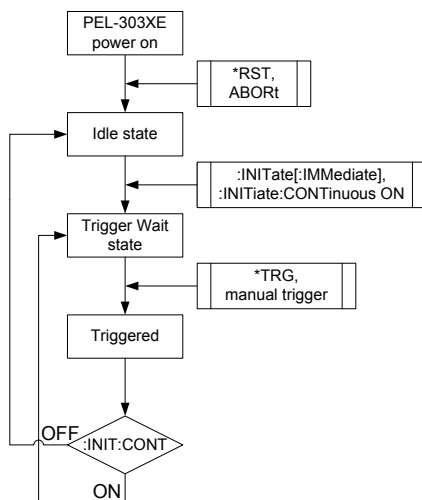 PEL-303XE
power on
*RST,
ABORt
Idle state
:INITate[:IMMediate],
:INITiate:CONTinuous ON
Trigger Wait
state
*TRG,
manual trigger
Triggered
OFF
:INIT:CONT
ON